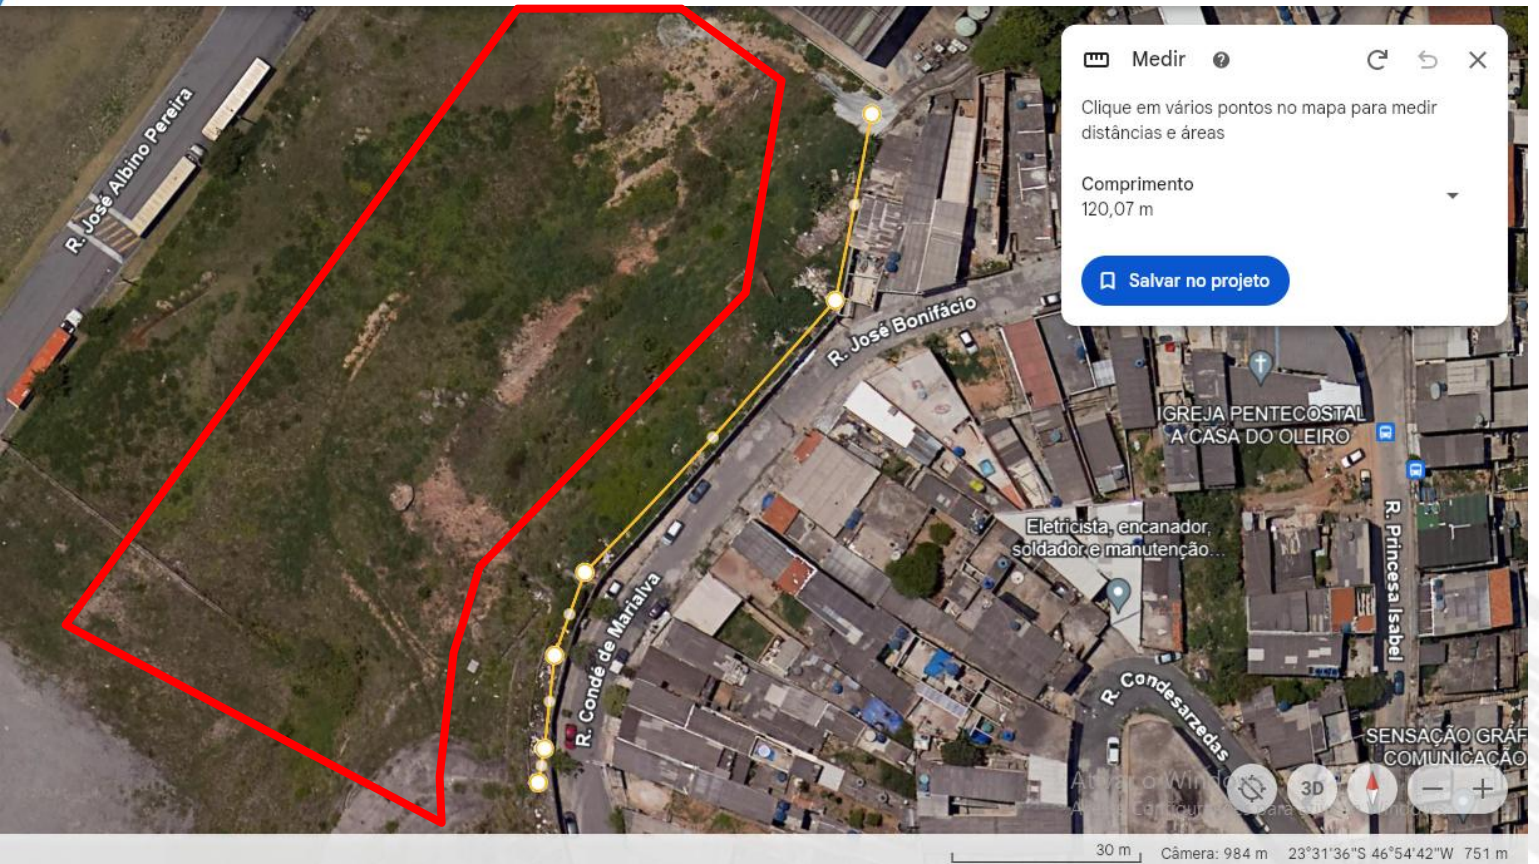 Medir
Clique em vários pontos no mapa para medir
distâncias e áreas
Comprimento
120,07 m
Salvar no projeto
R. José Albino Pereira
R. José Bonifácio
IGREJA PENTECOSTAL
A CASA DO OLEIRO
Eletricista, encanador,
soldador e manutenção...
R. Princesa Isabel
R. Conde de Marialva
R. Condesarzedas
SENSAÇÃO GRÁF
COMUNICAÇÃO
3D
30 m
Câmera: 984 m
23°31'36"S 46°54'42"W
751 m